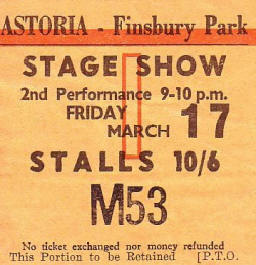 ASTORIA - Finsbury Park
STAGE SHOW
2nd Performance 9-10 p.m.
FRIDAY
MARCH 17
STALLS 10/6
M53
No ticket exchanged nor money refunded
This Portion to be Retained [P.T.O.